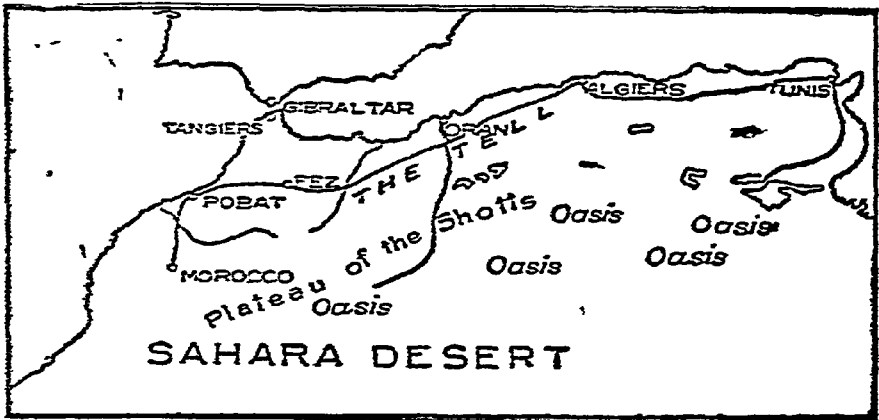 GIBRALTAR
ALGIERS
TUNIS
TANGIERS
ORAN
THE TELL
FEZ
POBAT
Plateau of the Shotts
Oasis
Oasis
MOROCCO
Oasis
Oasis
Oasis
SAHARA DESERT